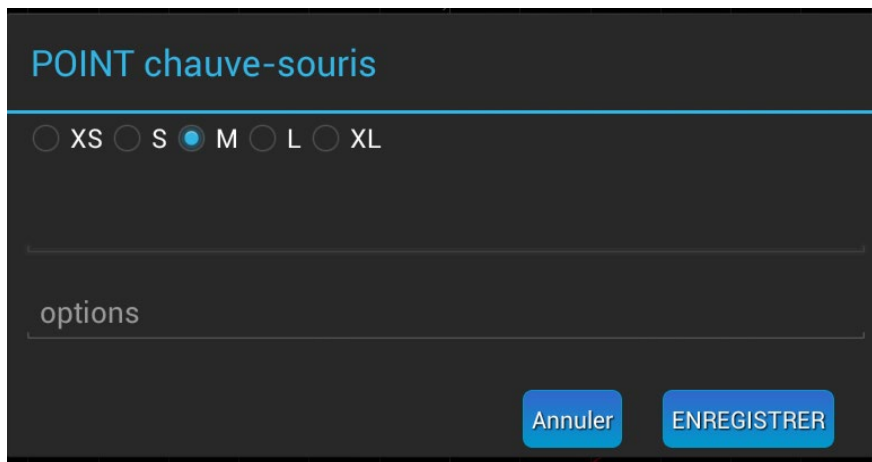 POINT chauve-souris
XS S M L XL
options
Annuler ENREGISTRER